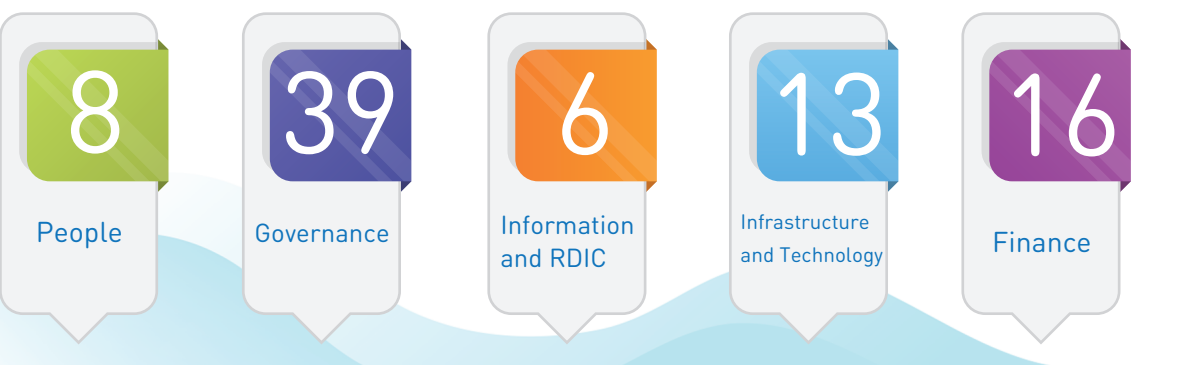 8
People
39
Governance
6
Information
and RDIC
13
Infrastructure
and Technology
16
Finance